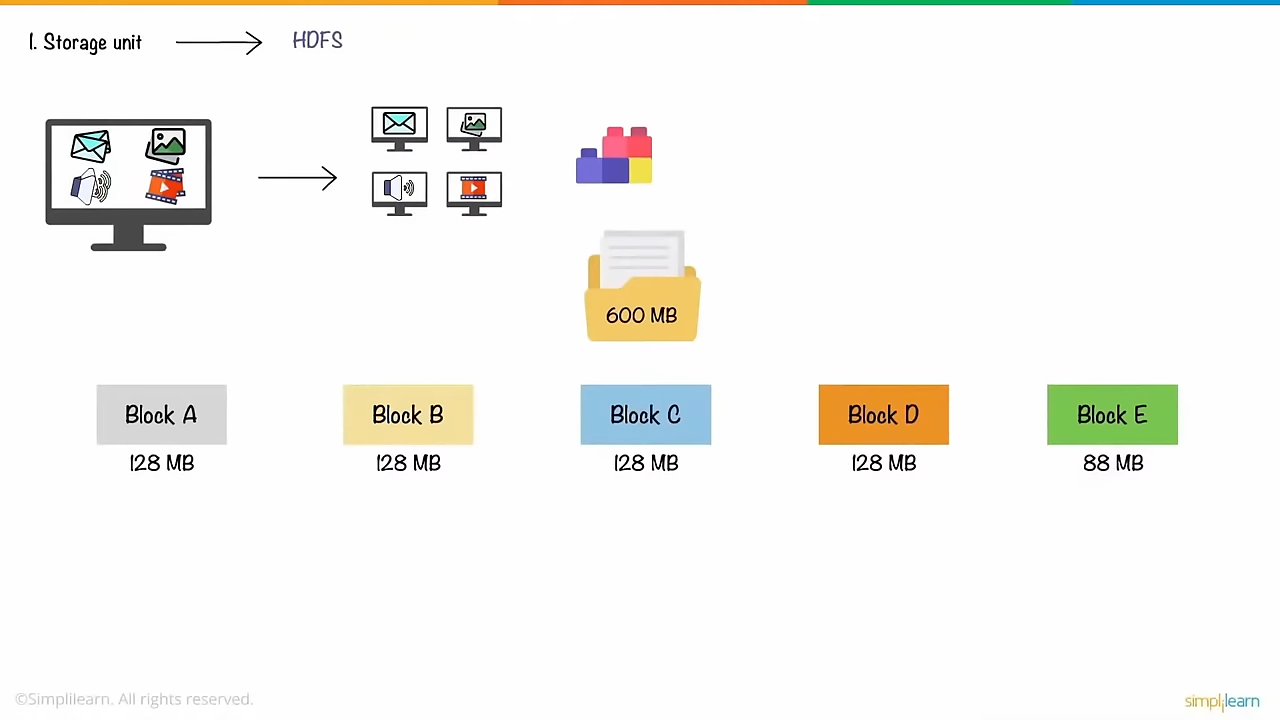 1. Storage unit
HDFS
600 MB
Block A
Block B
Block C
Block D
Block E
128 MB
128 MB
128 MB
128 MB
88 MB
©Simplilearn. All rights reserved.
simplilearn